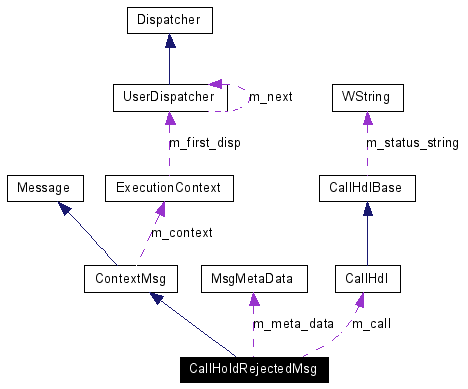 Dispatcher
UserDispatcher
m_next
WString
m_first_disp
m_status_string
Message
ExecutionContext
CallHdlBase
m_context
ContextMsg
MsgMetaData
CallHdl
m_meta_data
m_call
CallHoldRejectedMsg